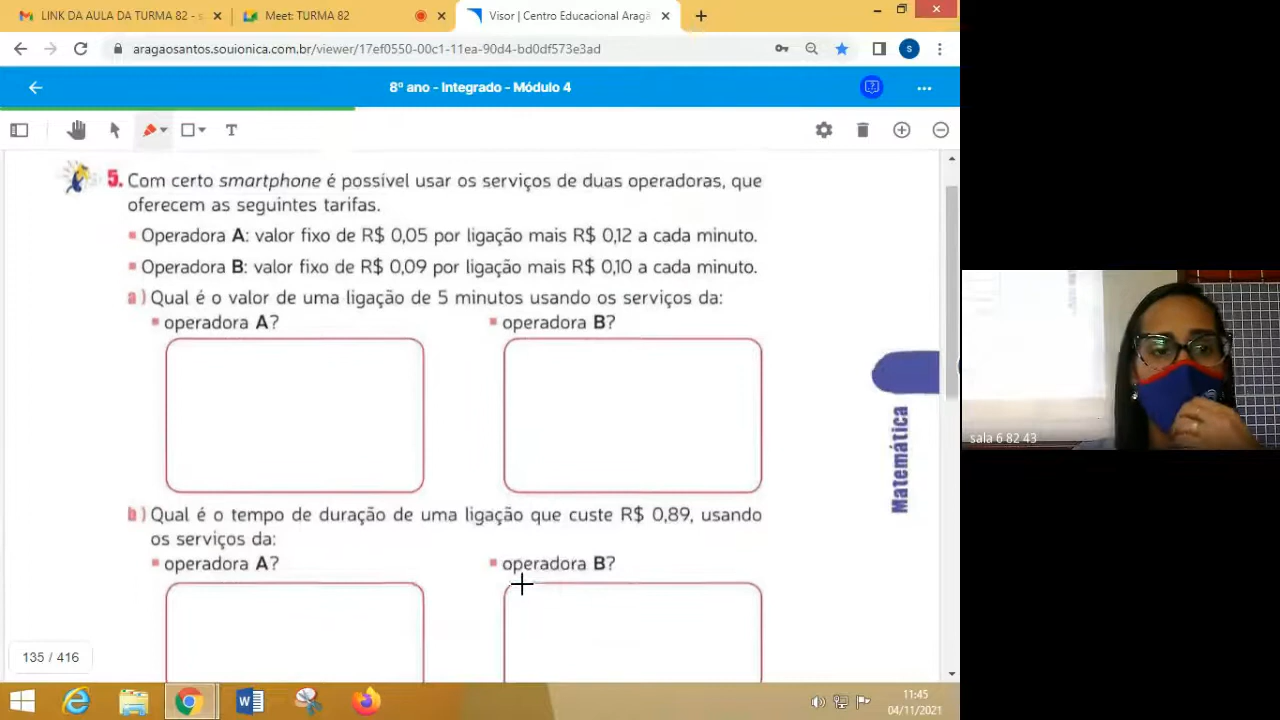 LINK DA AULA DA TURMA 82 - s
Meet: TURMA 82
Visor | Centro Educacional Aragã
aragaosantos.souionica.com.br/viewer/17ef0550-00c1-11ea-90d4-bd0df573e3ad
s
8º ano - Integrado - Módulo 4
T
5. Com certo smartphone é possível usar os serviços de duas operadoras, que
oferecem as seguintes tarifas.
Operadora A: valor fixo de R$ 0,05 por ligação mais R$ 0,12 a cada minuto.
Operadora B: valor fixo de R$ 0,09 por ligação mais R$ 0,10 a cada minuto.
a) Qual é o valor de uma ligação de 5 minutos usando os serviços da:
operadora A?
operadora B?
b) Qual é o tempo de duração de uma ligação que custe R$ 0,89, usando
os serviços da:
operadora A?
operadora B?
Matemática
135 / 416
sala 6 82 43
11:45
04/11/2021